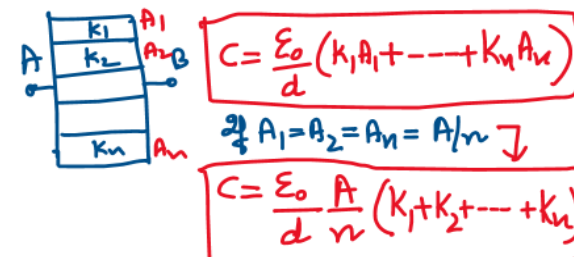 K₁ A₁
A K₂ A₂ B
Kn An
C = ε₀/d (K₁A₁ + ---- + KnAn)
If A₁ = A₂ = An = A/n
C = ε₀/d A/n (K₁ + K₂ + --- + Kn)